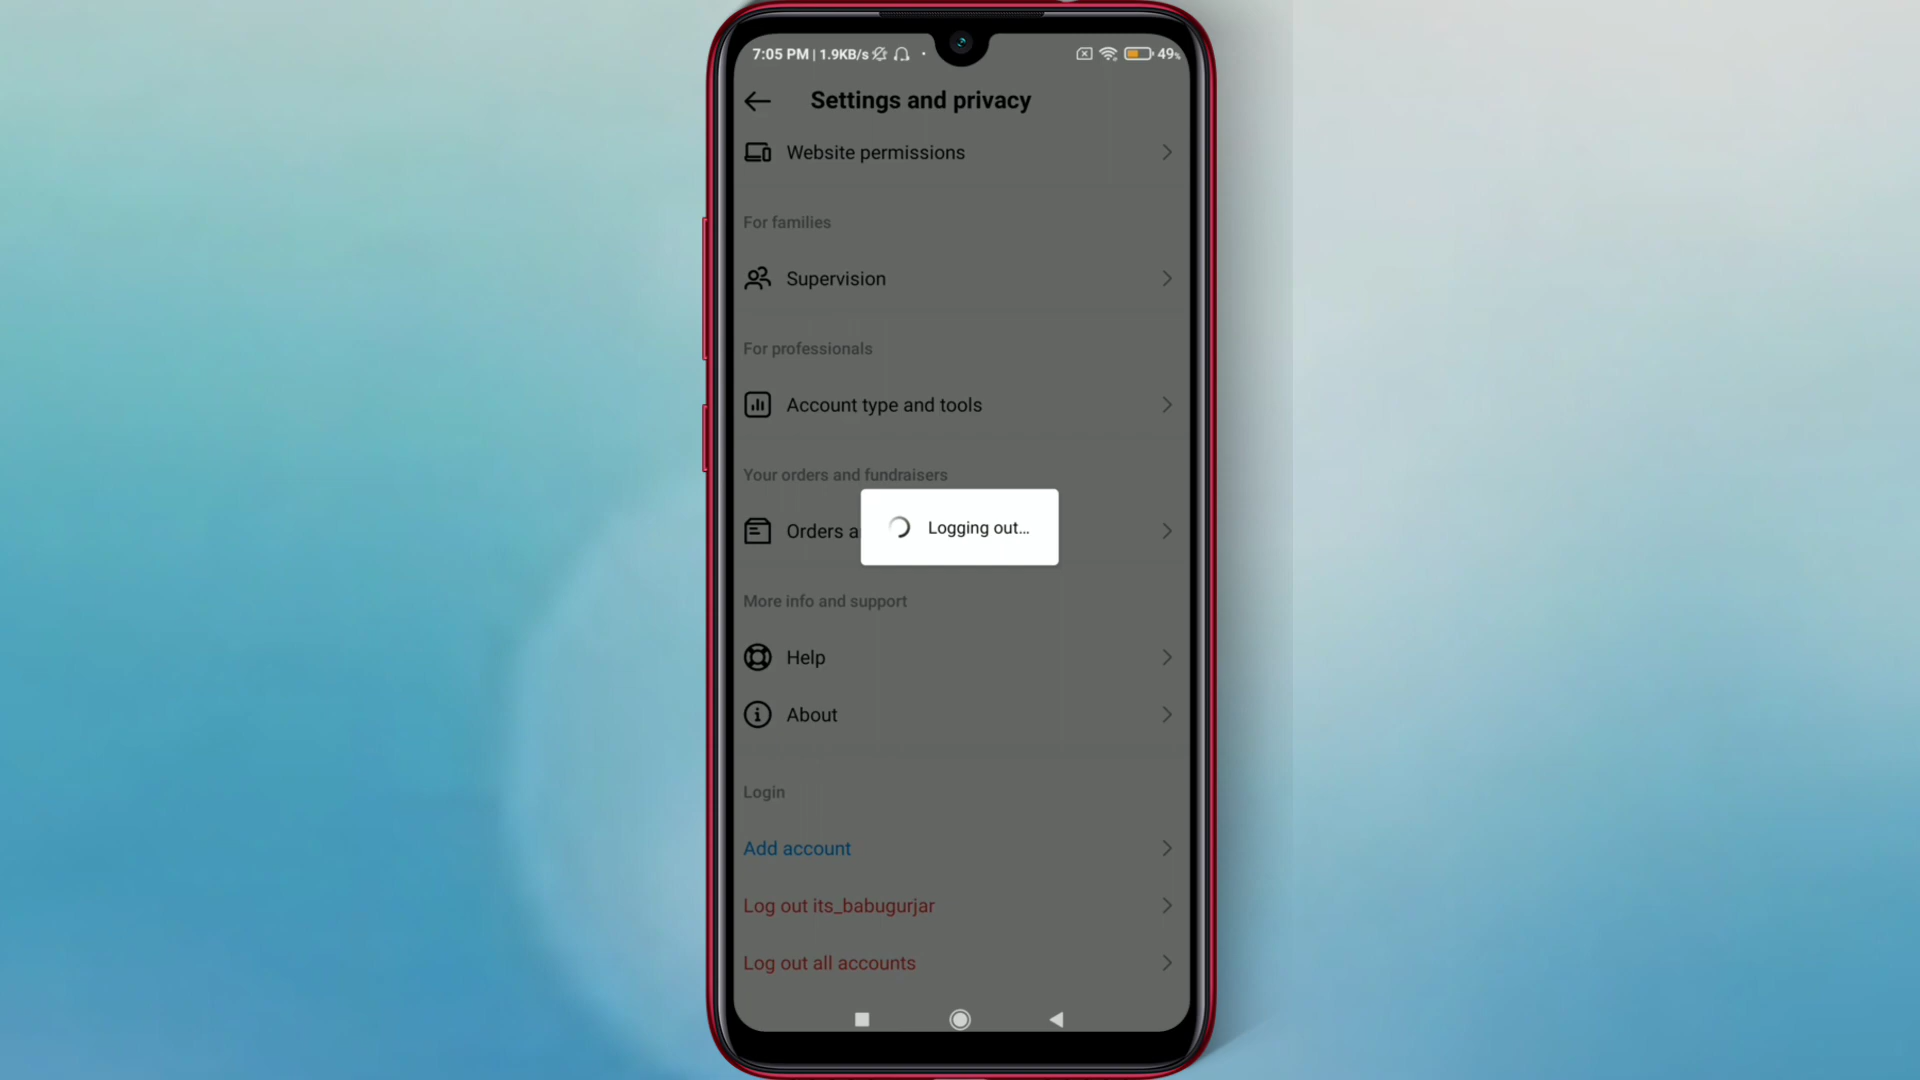 7:05 PM | 1.9KB/s
49%
Settings and privacy
Website permissions
For families
Supervision
For professionals
Account type and tools
Your orders and fundraisers
Orders a
Logging out...
More info and support
Help
About
Login
Add account
Log out its_babugurjar
Log out all accounts